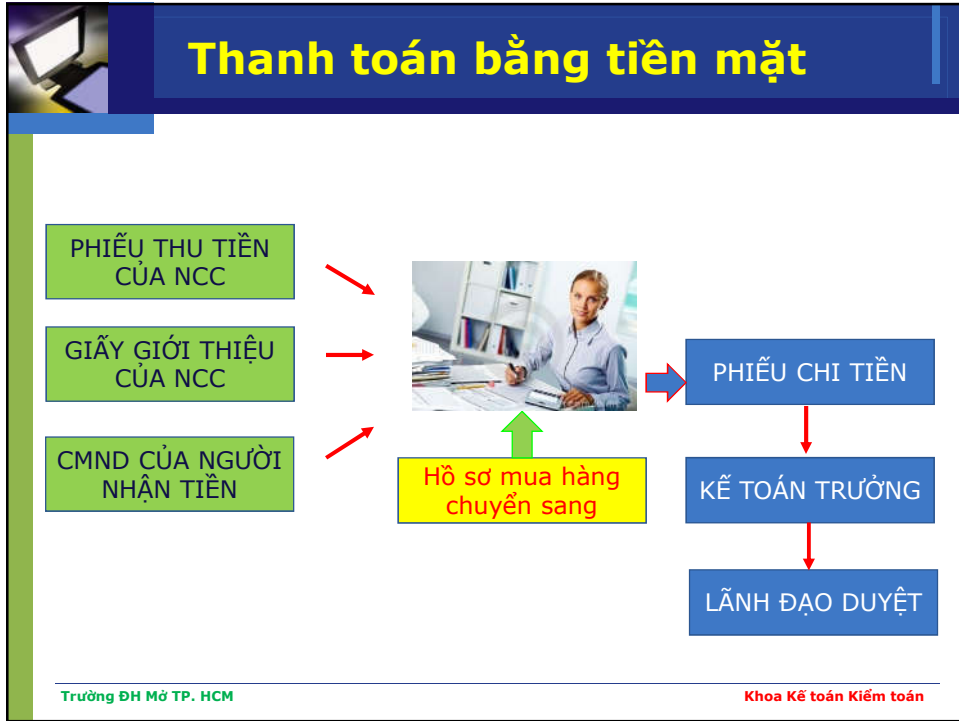 Thanh toán bằng tiền mặt
PHIẾU THU TIỀN
CỦA NCC
GIẤY GIỚI THIỆU
CỦA NCC
CMND CỦA NGƯỜI
NHẬN TIỀN
Hồ sơ mua hàng
chuyển sang
PHIẾU CHI TIỀN
KẾ TOÁN TRƯỞNG
LÃNH ĐẠO DUYỆT
Trường ĐH Mở TP. HCM
Khoa Kế toán Kiểm toán